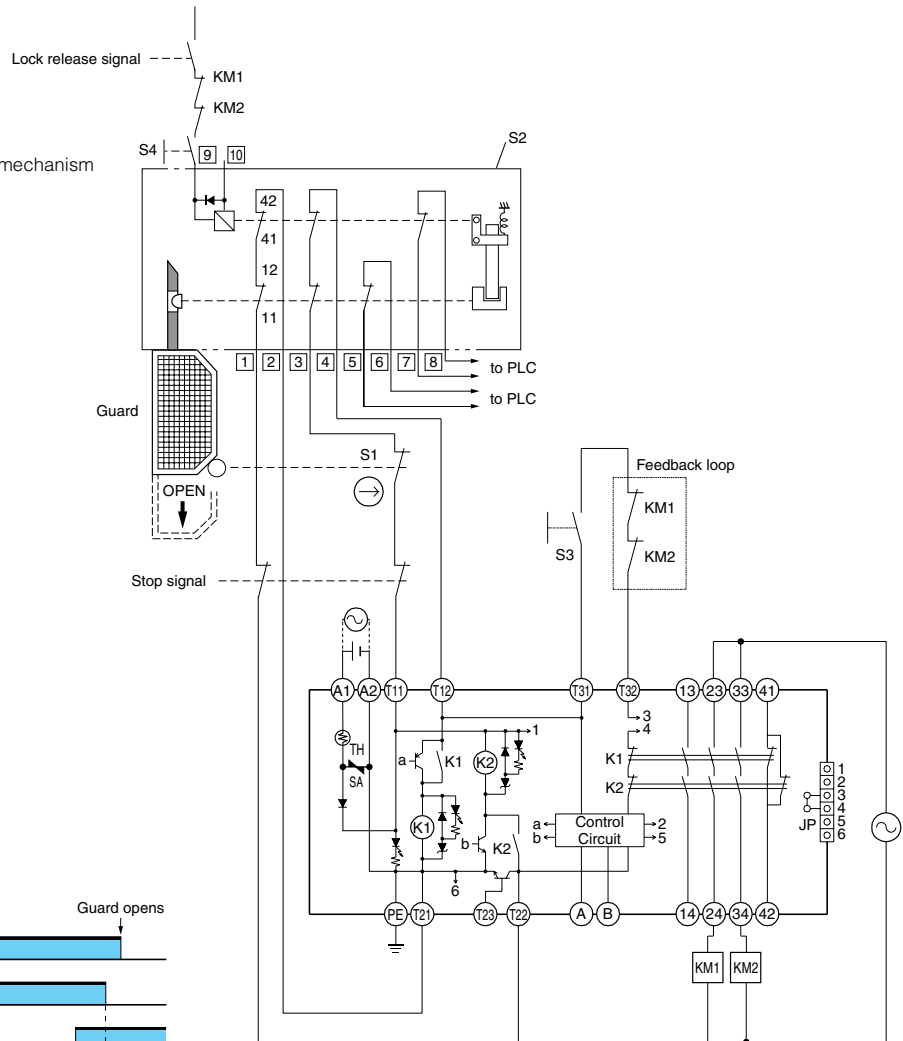 Lock release signal
KM1
KM2
mechanism
S4
9 10
S2
42
41
12
11
1 2 3 4 5 6 7 8
to PLC
to PLC
Guard
S1
OPEN
Feedback loop
KM1
S3
KM2
Stop signal
A1 A2 T11 T12 T31 T32 13 23 33 41
3
4
1
TH
a K1 K2
K1
SA
K2
1
2
3
4
5
6
JP
K1
a Control 2
b Circuit 5
b K2
6
Guard opens
PE T21 T23 T22 A B 14 24 34 42
KM1 KM2